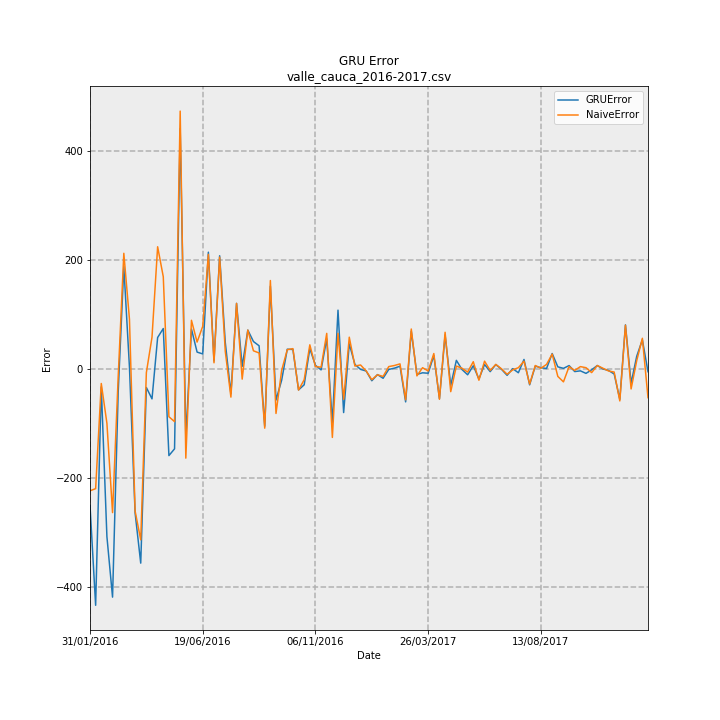 GRU Error
valle_cauca_2016-2017.csv
GRUError
NaiveError
400
200
0
−200
−400
Error
31/01/2016 19/06/2016 06/11/2016 26/03/2017 13/08/2017
Date